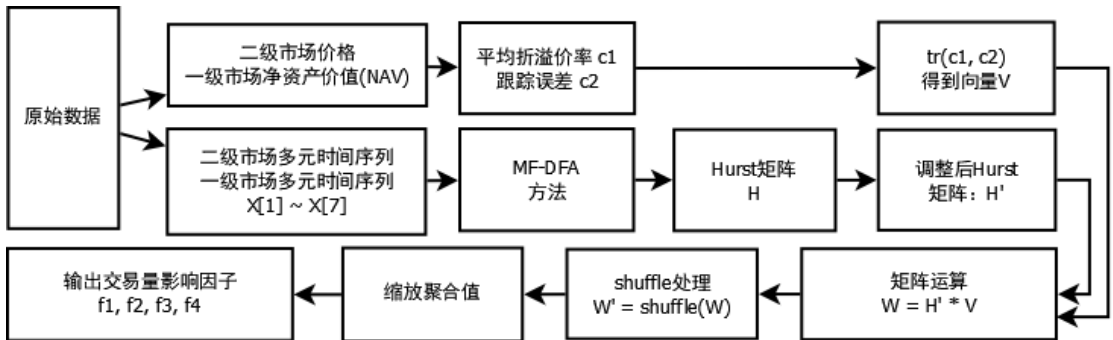 原始数据
二级市场价格
一级市场净资产价值(NAV)
平均折溢价率 c1
跟踪误差 c2
tr(c1, c2)
得到向量V
二级市场多元时间序列
一级市场多元时间序列
X[1] ~ X[7]
MF-DFA
方法
Hurst矩阵
H
调整后Hurst
矩阵：H'
矩阵运算
W = H' * V
shuffle处理
W' = shuffle(W)
缩放聚合值
输出交易量影响因子
f1, f2, f3, f4